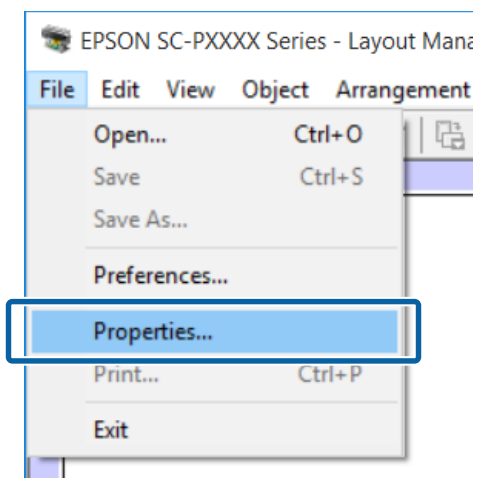 EPSON SC-PXXXX Series - Layout Mana
File Edit View Object Arrangement
Open... Ctrl+O
Save Ctrl+S
Save As...
Preferences...
Properties...
Print... Ctrl+P
Exit